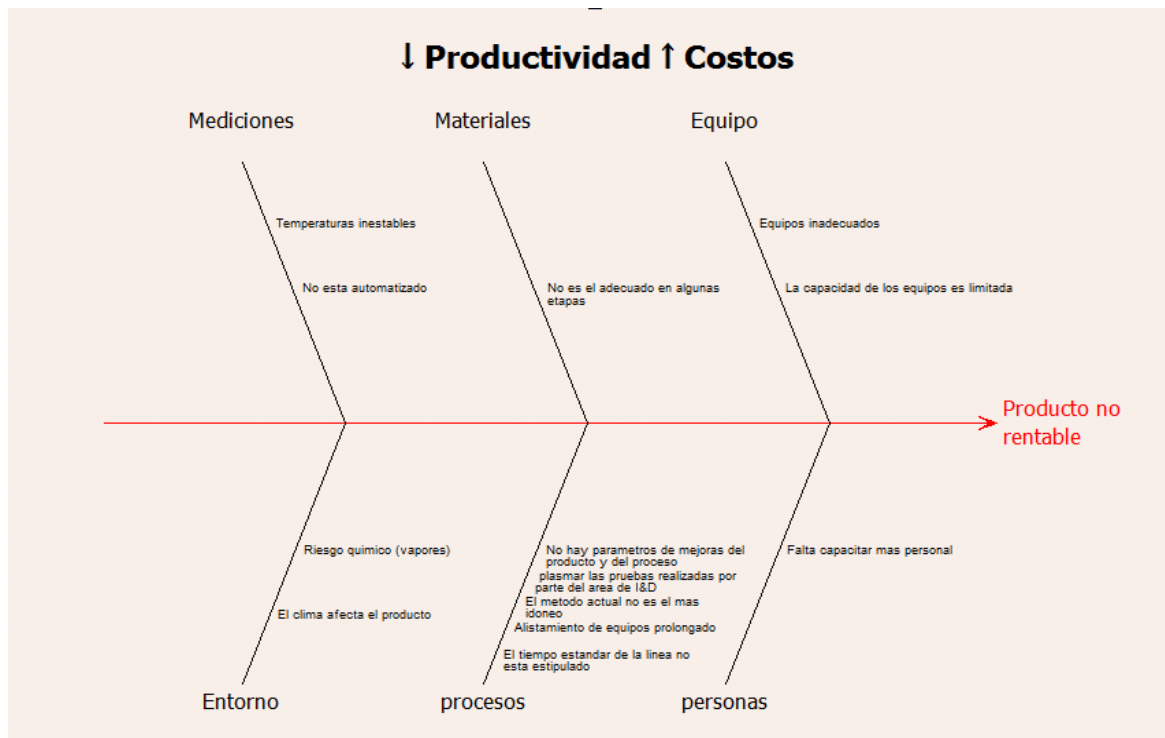 ↓ Productividad ↑ Costos
Mediciones
Materiales
Equipo
Temperaturas inestables
Equipos inadecuados
No esta automatizado
No es el adecuado en algunas
etapas
La capacidad de los equipos es limitada
Producto no
rentable
Riesgo quimico (vapores)
No hay parametros de mejoras del
producto y del proceso
Falta capacitar mas personal
plasmar las pruebas realizadas por
parte del area de I&D
El metodo actual no es el mas
idoneo
El clima afecta el producto
Alistamiento de equipos prolongado
El tiempo estandar de la linea no
esta estipulado
Entorno
procesos
personas